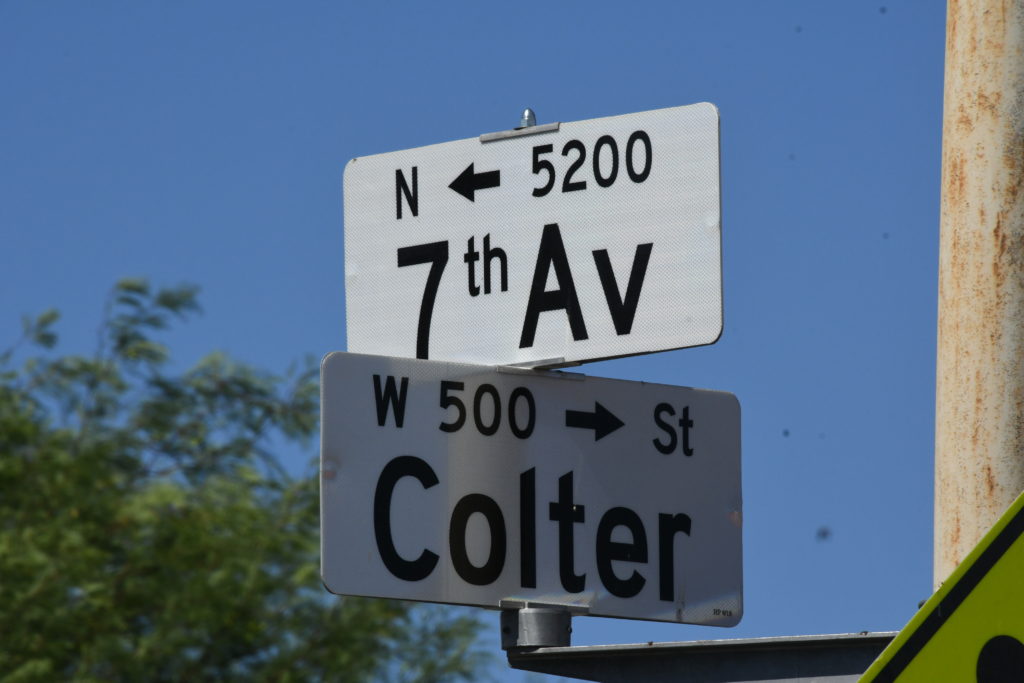 N ← 5200
7th Av
W 500 → St
Colter